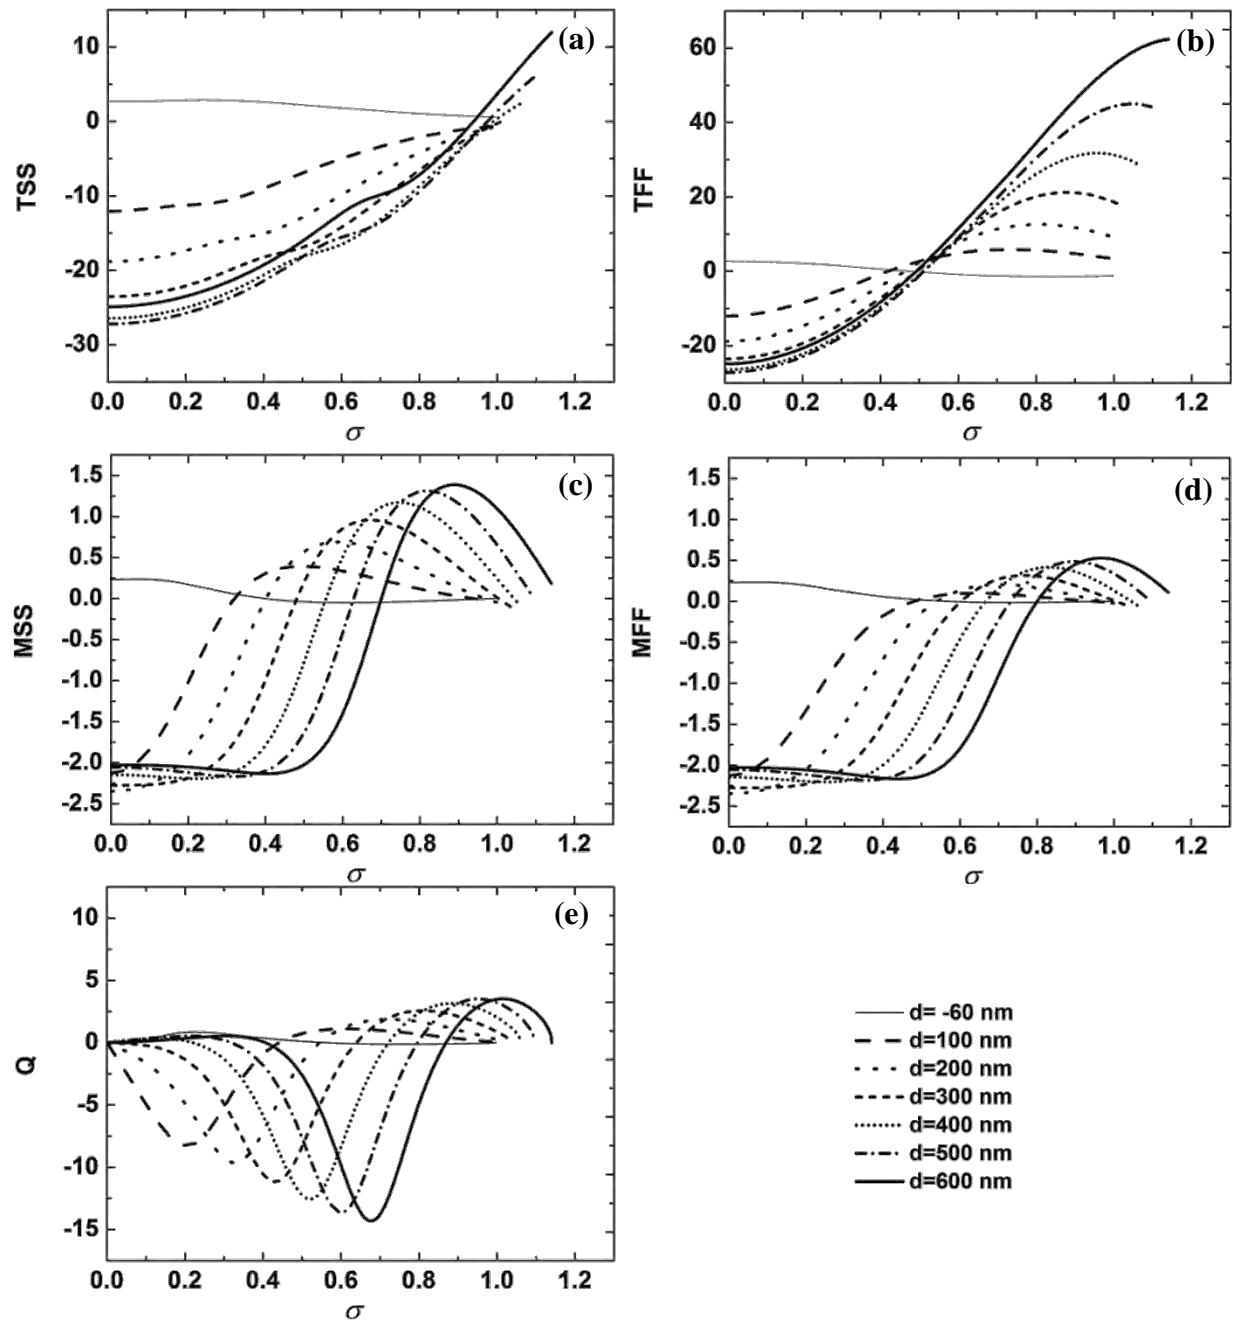 (a)
10
0
-10
-20
-30
TSS
0.0 0.2 0.4 0.6 0.8 1.0 1.2
σ
(b)
60
40
20
0
-20
TFF
0.0 0.2 0.4 0.6 0.8 1.0 1.2
σ
(c)
1.5
1.0
0.5
0.0
-0.5
-1.0
-1.5
-2.0
-2.5
MSS
0.0 0.2 0.4 0.6 0.8 1.0 1.2
σ
(d)
1.5
1.0
0.5
0.0
-0.5
-1.0
-1.5
-2.0
-2.5
MFF
0.0 0.2 0.4 0.6 0.8 1.0 1.2
σ
(e)
10
5
0
-5
-10
-15
Q
0.0 0.2 0.4 0.6 0.8 1.0 1.2
σ
d= -60 nm
d=100 nm
d=200 nm
d=300 nm
d=400 nm
d=500 nm
d=600 nm